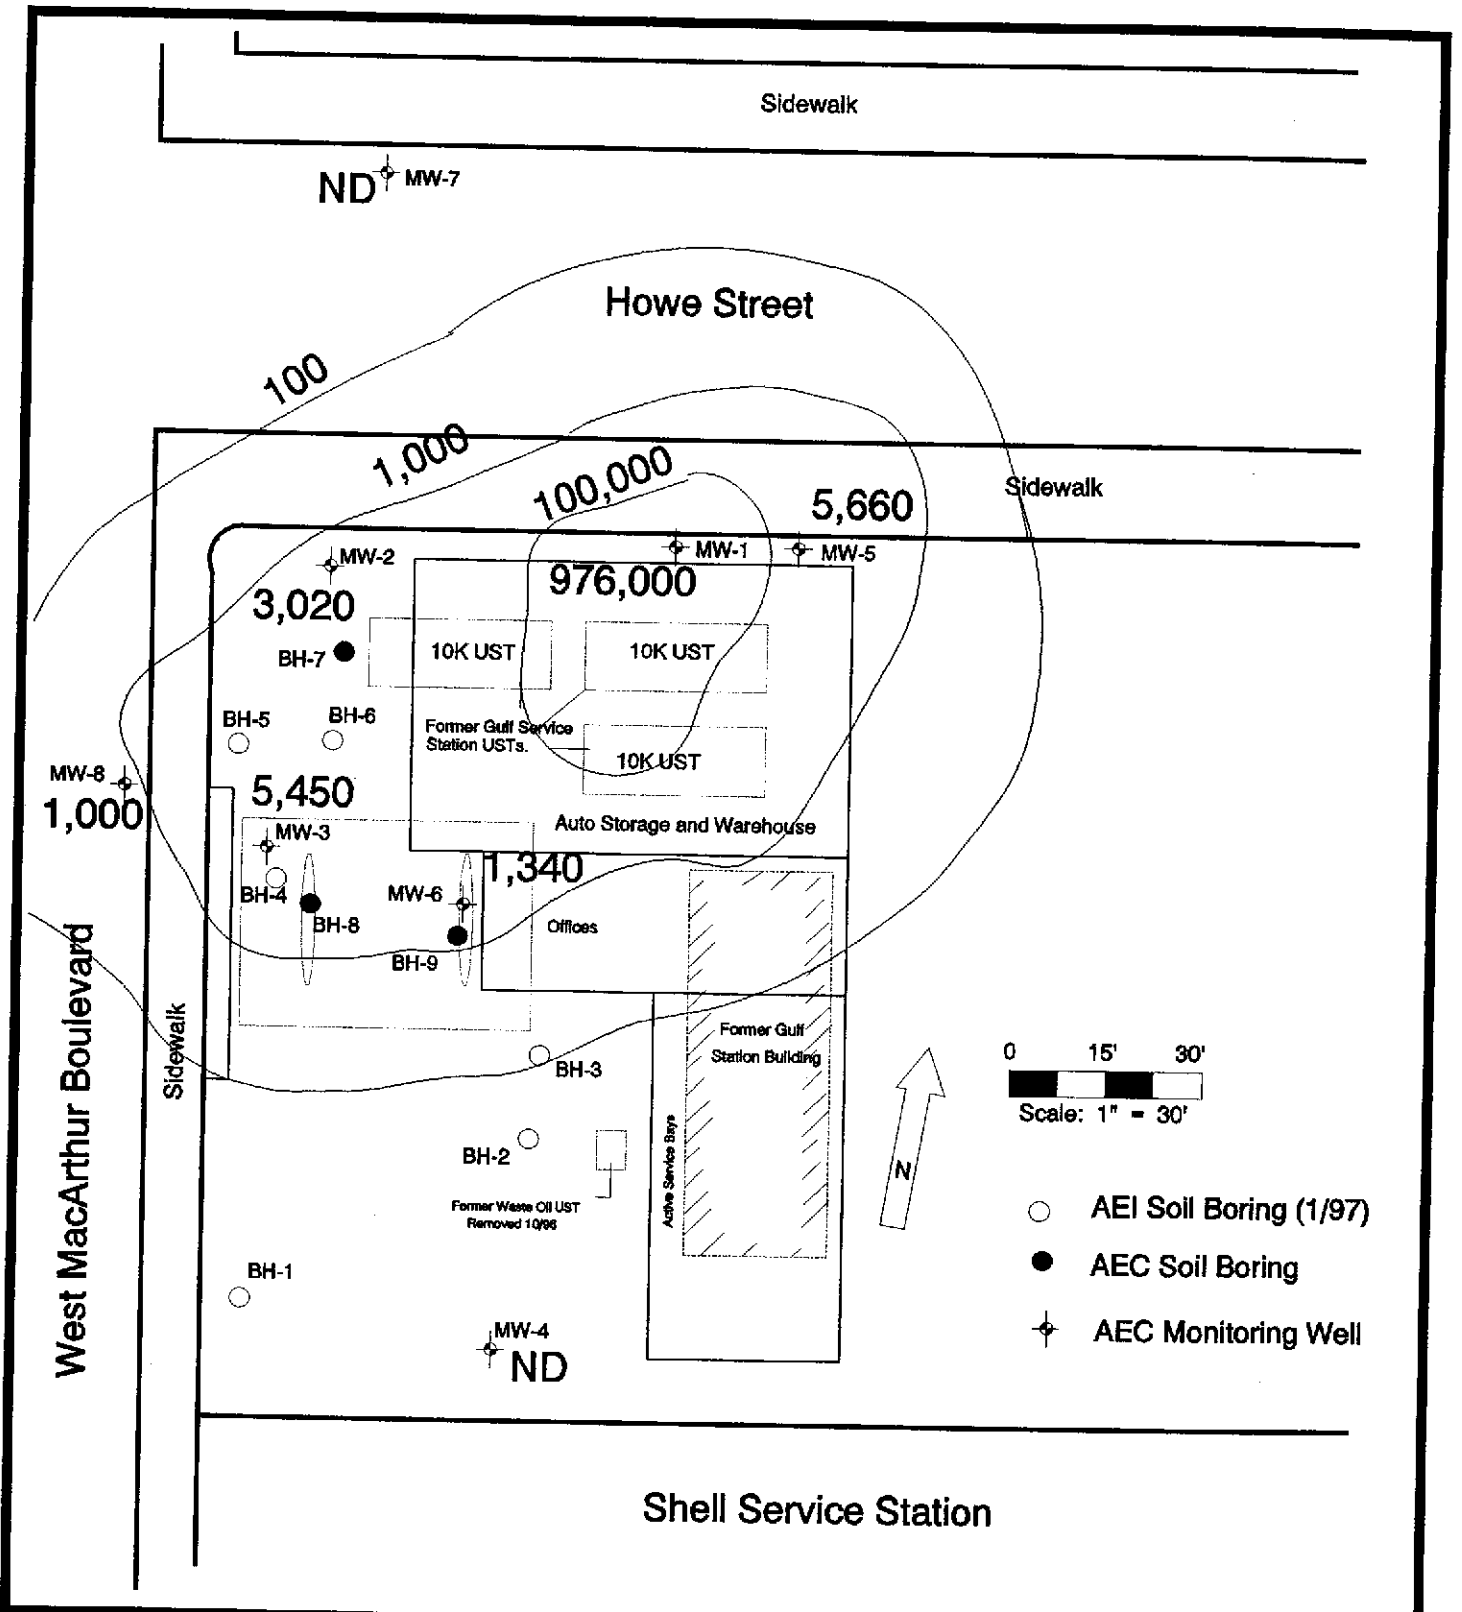 Sidewalk
ND
MW-7
Howe Street
100
1,000
100,000
5,660
Sidewalk
MW-2
MW-1
MW-5
3,020
976,000
BH-7
10K UST
10K UST
BH-5
BH-6
Former Gulf Service
Station USTs.
10K UST
MW-8
1,000
5,450
MW-3
Auto Storage and Warehouse
1,340
BH-4
MW-6
BH-8
Offices
BH-9
West MacArthur Boulevard
Sidewalk
Former Gulf
Station Building
BH-3
0 15' 30'
Scale: 1" = 30'
BH-2
Active Service Bays
N
Former Waste Oil UST
Removed 10/96
AEI Soil Boring (1/97)
AEC Soil Boring
BH-1
MW-4
ND
AEC Monitoring Well
Shell Service Station